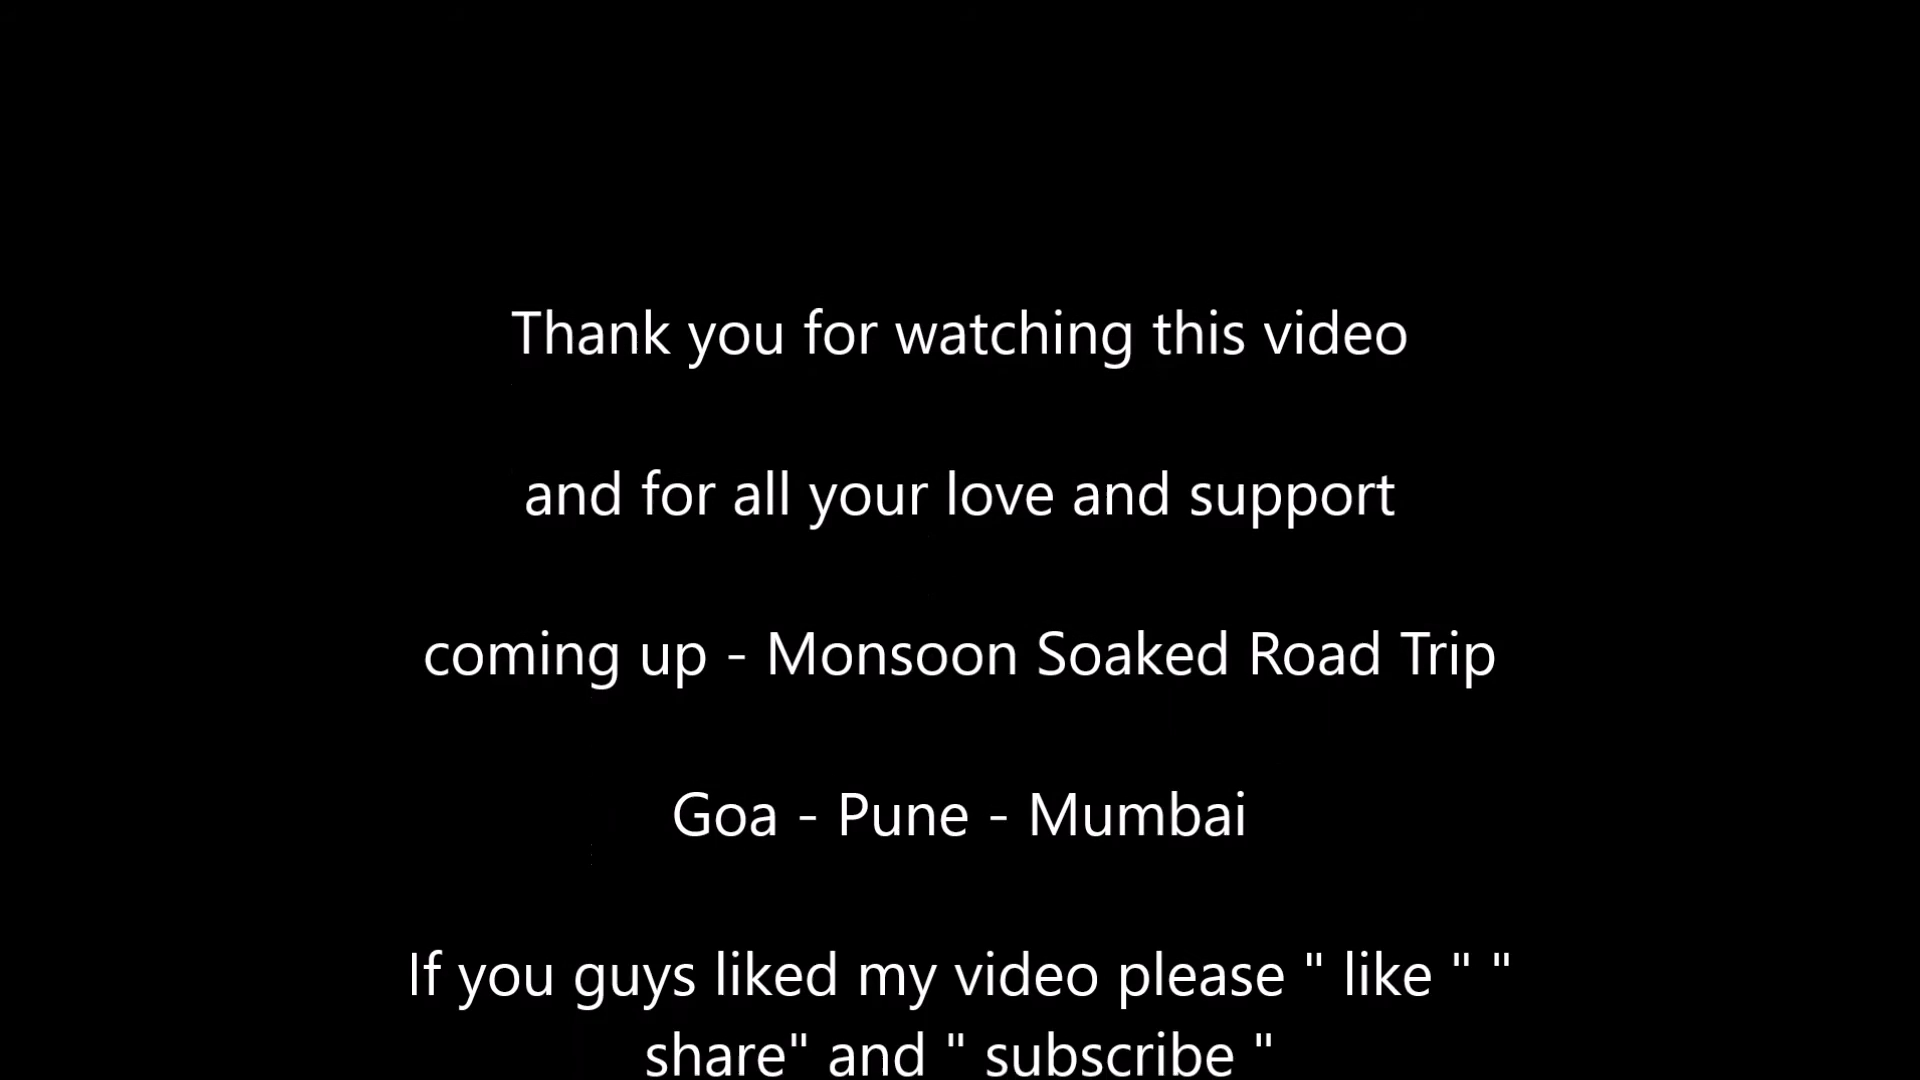 Thank you for watching this video
and for all your love and support
coming up - Monsoon Soaked Road Trip
Goa - Pune - Mumbai
If you guys liked my video please " like " "
share" and " subscribe "